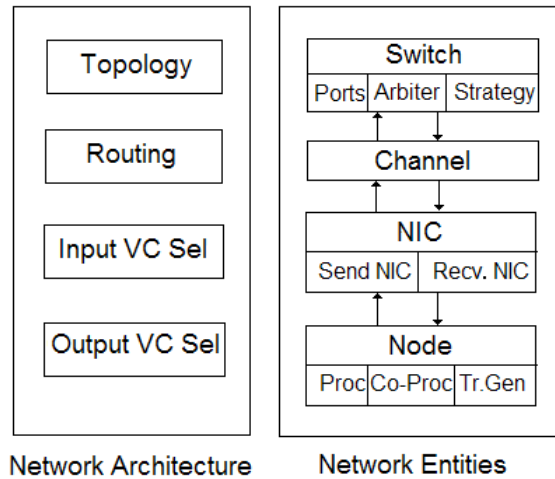 Topology
Routing
Input VC Sel
Output VC Sel
Network Architecture
Switch
Ports Arbiter Strategy
Channel
NIC
Send NIC Recv. NIC
Node
Proc Co-Proc Tr.Gen
Network Entities